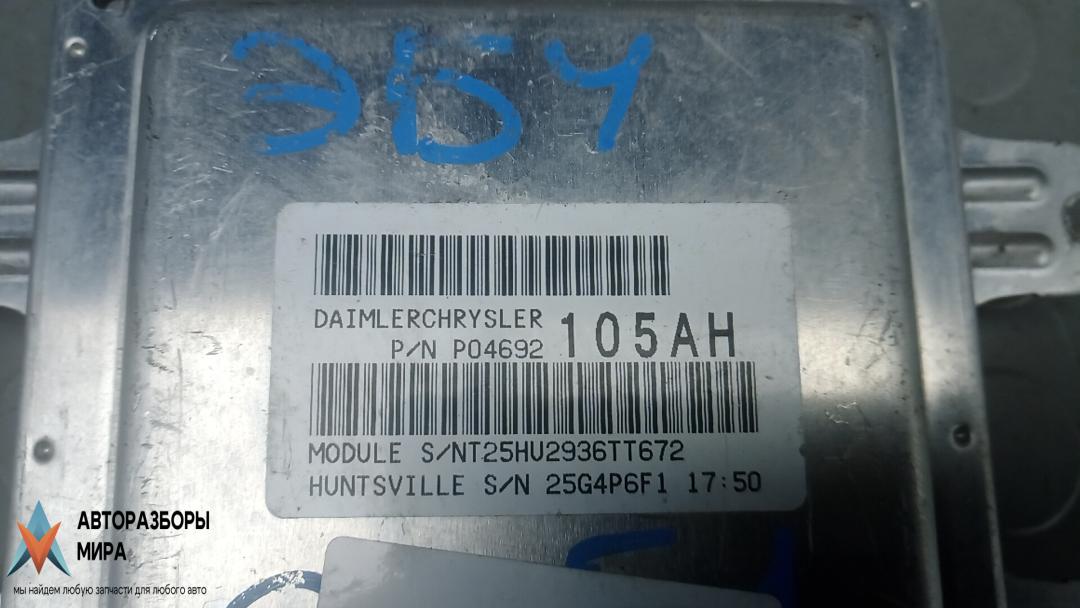 ЭБУ
DAIMLERCHRYSLER
P/N P04692 105AH
MODULE S/NT25HU2936TT672
HUNTSVILLE S/N 25G4P6F1 17:50
АВТОРАЗБОРЫ
МИРА
мы найдем любую запчасти для любого авто